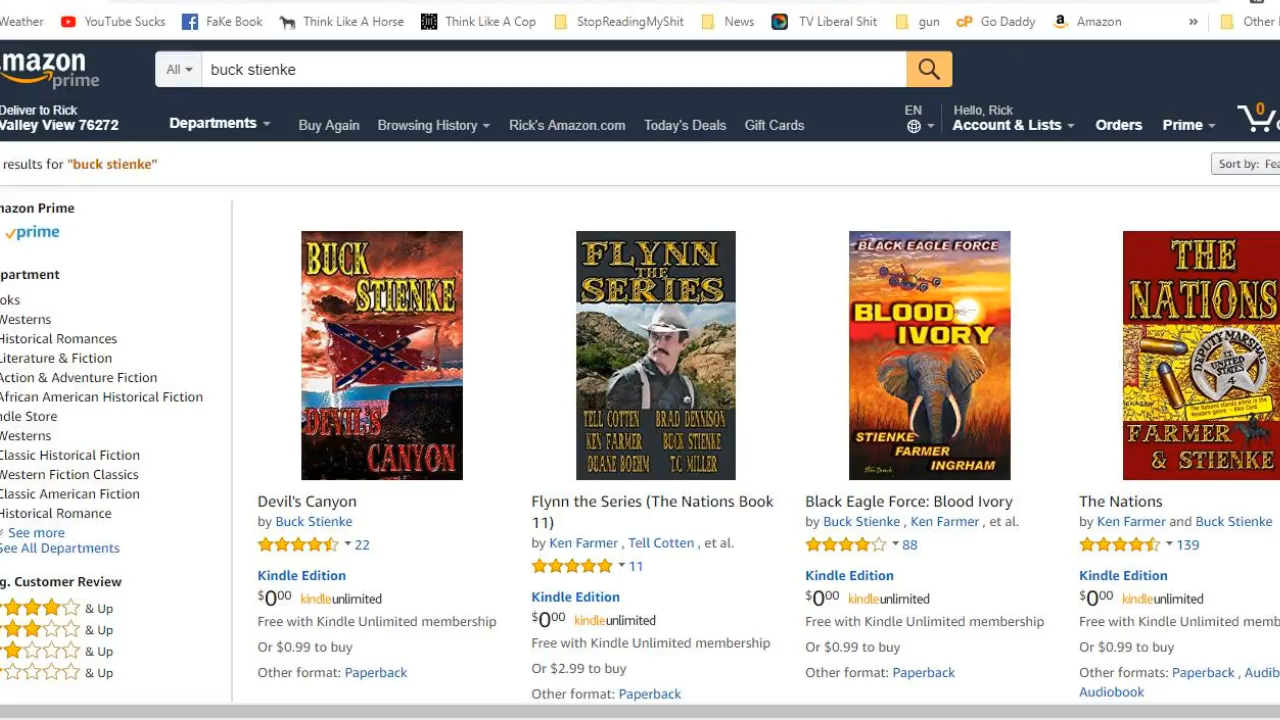 Weather YouTube Sucks FaKe Book Think Like A Horse Think Like A Cop StopReadingMyShit News TV Liberal Shit gun cP Go Daddy a Amazon » Other
mazon
prime
All buck stienke
Deliver to Rick
Valley View 76272
Departments Buy Again Browsing History Rick's Amazon.com Today's Deals Gift Cards
EN
Hello, Rick
Account & Lists Orders Prime 0
results for "buck stienke"
Sort by: Fea
mazon Prime
prime
partment
oks
Westerns
Historical Romances
Literature & Fiction
Action & Adventure Fiction
African American Historical Fiction
ndle Store
Westerns
Classic Historical Fiction
Western Fiction Classics
Classic American Fiction
Historical Romance
See more
See All Departments
g. Customer Review
& Up
& Up
& Up
& Up
BUCK
STIENKE
DEVIL'S
CANYON
Devil's Canyon
by Buck Stienke
22
Kindle Edition
$0 00 kindleunlimited
Free with Kindle Unlimited membership
Or $0.99 to buy
Other format: Paperback
FLYNN
THE
SERIES
TELL COTTEN BRAD DENNISON
KEN FARMER BUCK STIENKE
DUANE BOEHM T.C. MILLER
Flynn the Series (The Nations Book
11)
by Ken Farmer , Tell Cotten , et al.
11
Kindle Edition
$0 00 kindleunlimited
Free with Kindle Unlimited membership
Or $2.99 to buy
Other format: Paperback
BLACK EAGLE FORCE
BLOOD
IVORY
STIENKE
FARMER
INGRHAM
Black Eagle Force: Blood Ivory
by Buck Stienke , Ken Farmer , et al.
88
Kindle Edition
$0 00 kindleunlimited
Free with Kindle Unlimited membership
Or $0.99 to buy
Other format: Paperback
THE
NATIONS
DEPUTY MARSHAL
UNITED
STATES
4
FARMER
& STIENKE
The Nations
by Ken Farmer and Buck Stienke
139
Kindle Edition
$0 00 kindleunlimited
Free with Kindle Unlimited memb
Or $0.99 to buy
Other formats: Paperback , Audib
Audiobook